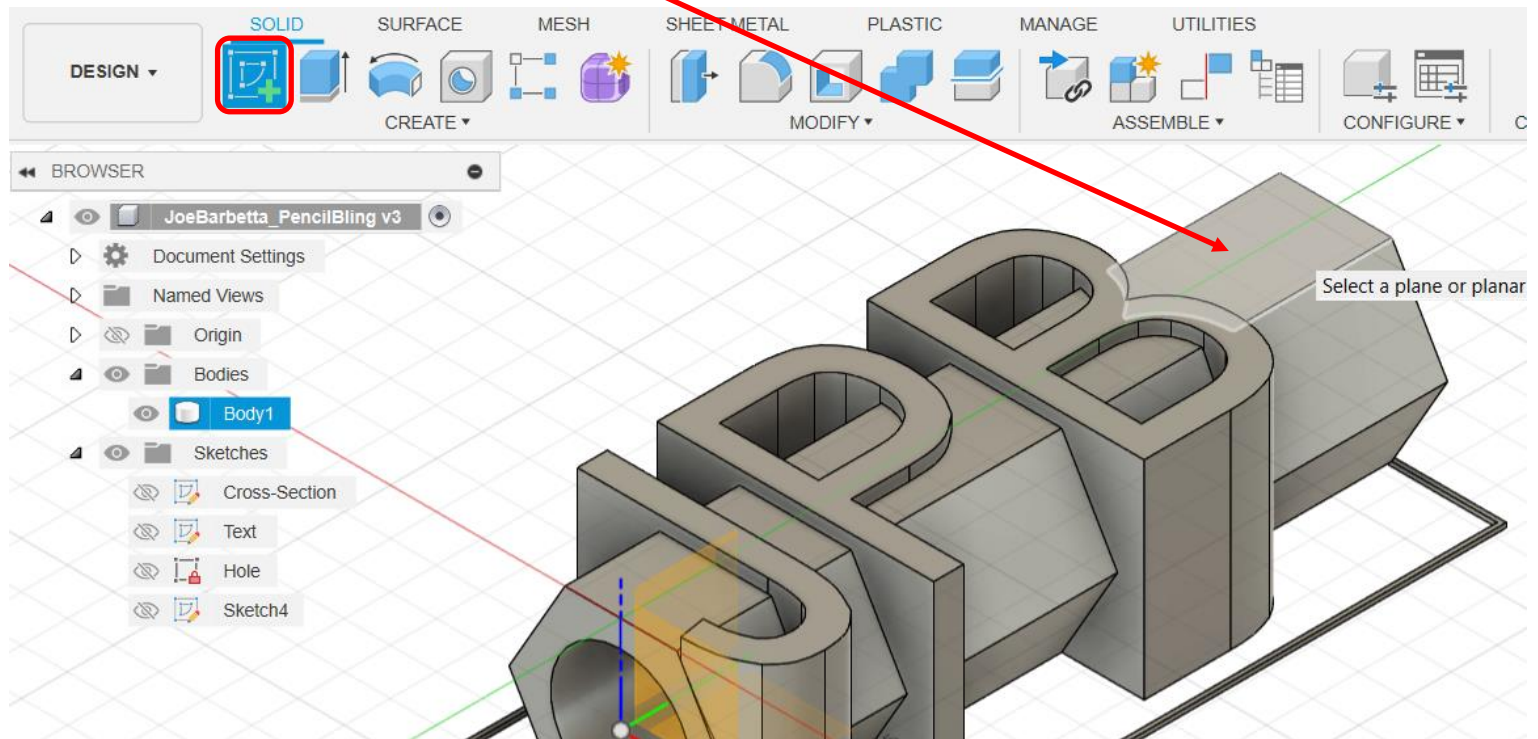 SOLID SURFACE MESH SHEET METAL PLASTIC MANAGE UTILITIES
DESIGN ▾
CREATE ▾ MODIFY ▾ ASSEMBLE ▾ CONFIGURE ▾ C
BROWSER
JoeBarbetta_PencilBling v3
Document Settings
Named Views
Select a plane or planar
Origin
Bodies
Body1
Sketches
Cross-Section
Text
Hole
Sketch4